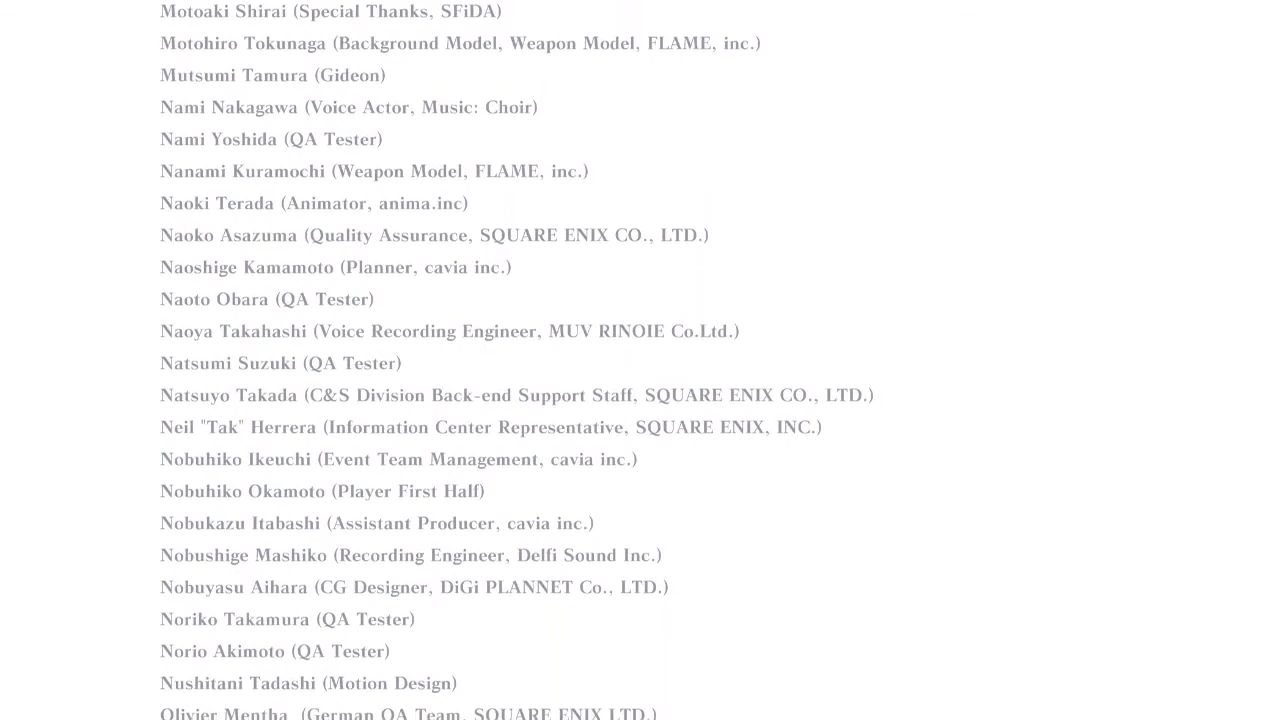 Motoaki Shirai (Special Thanks, SFiDA)
Motohiro Tokunaga (Background Model, Weapon Model, FLAME, inc.)
Mutsumi Tamura (Gideon)
Nami Nakagawa (Voice Actor, Music: Choir)
Nami Yoshida (QA Tester)
Nanami Kuramochi (Weapon Model, FLAME, inc.)
Naoki Terada (Animator, anima.inc)
Naoko Asazuma (Quality Assurance, SQUARE ENIX CO., LTD.)
Naoshige Kamamoto (Planner, cavia inc.)
Naoto Obara (QA Tester)
Naoya Takahashi (Voice Recording Engineer, MUV RINOIE Co.Ltd.)
Natsumi Suzuki (QA Tester)
Natsuyo Takada (C&S Division Back-end Support Staff, SQUARE ENIX CO., LTD.)
Neil "Tak" Herrera (Information Center Representative, SQUARE ENIX, INC.)
Nobuhiko Ikeuchi (Event Team Management, cavia inc.)
Nobuhiko Okamoto (Player First Half)
Nobukazu Itabashi (Assistant Producer, cavia inc.)
Nobushige Mashiko (Recording Engineer, Delfi Sound Inc.)
Nobuyasu Aihara (CG Designer, DiGi PLANNET Co., LTD.)
Noriko Takamura (QA Tester)
Norio Akimoto (QA Tester)
Nushitani Tadashi (Motion Design)
Olivier Mentha  (German QA Team, SQUARE ENIX LTD.)